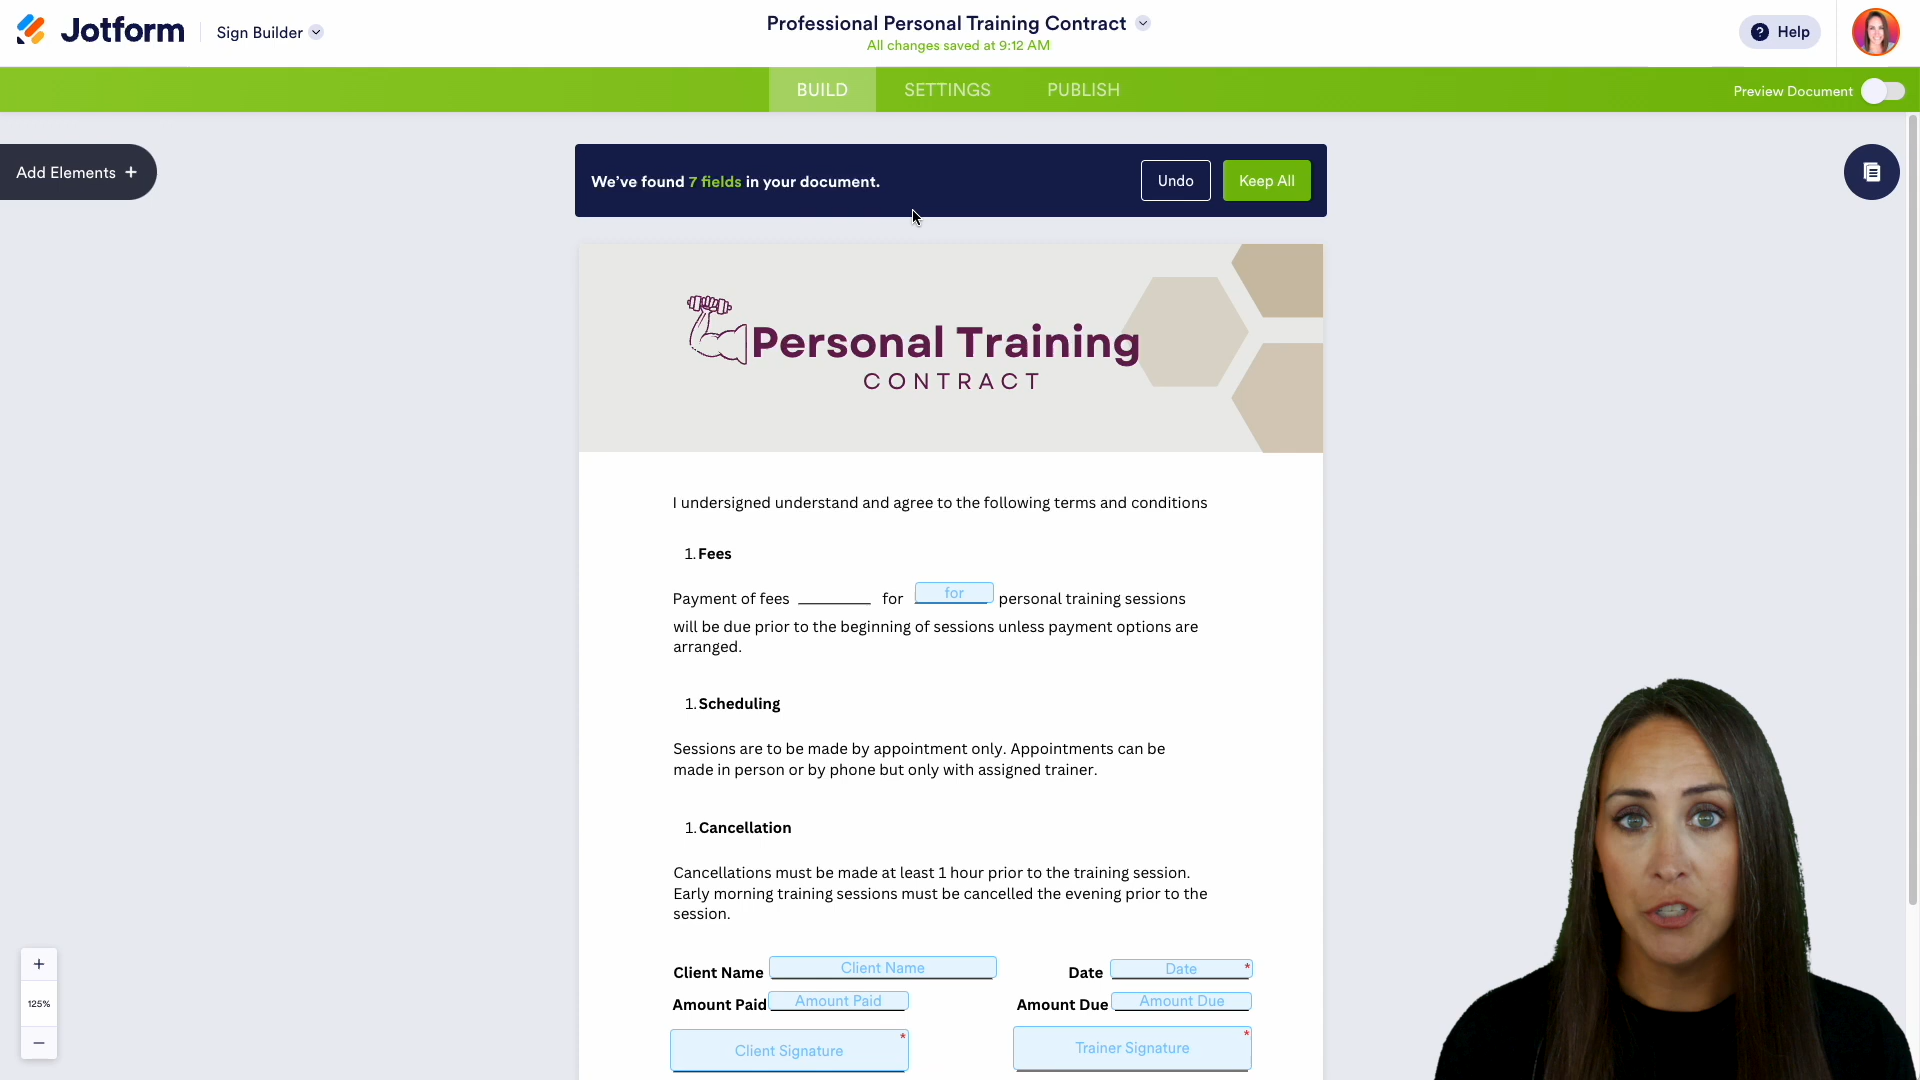 Jotform
Sign Builder
Professional Personal Training Contract
All changes saved at 9:12 AM
? Help
BUILD
SETTINGS
PUBLISH
Preview Document
Add Elements +
We've found 7 fields in your document.
Undo
Keep All
Personal Training
CONTRACT
I undersigned understand and agree to the following terms and conditions
1. Fees
Payment of fees ________ for for personal training sessions
will be due prior to the beginning of sessions unless payment options are
arranged.
1. Scheduling
Sessions are to be made by appointment only. Appointments can be
made in person or by phone but only with assigned trainer.
1. Cancellation
Cancellations must be made at least 1 hour prior to the training session.
Early morning training sessions must be cancelled the evening prior to the
session.
Client Name Client Name Date Date *
Amount Paid Amount Paid Amount Due Amount Due
Client Signature * Trainer Signature *
+
125%
−